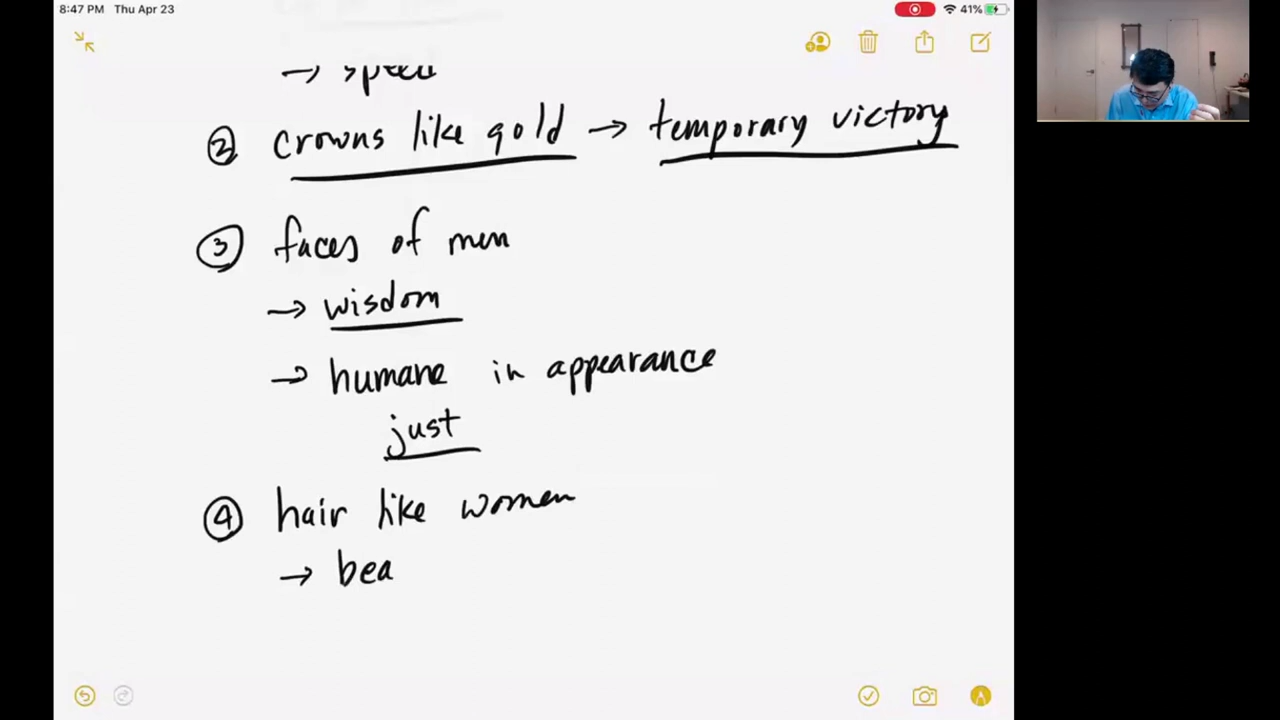 8:47 PM Thu Apr 23
41%
→ speed
② crowns like gold → temporary victory
③ faces of men
→ wisdom
→ humane in appearance
just
④ hair like women
→ bea